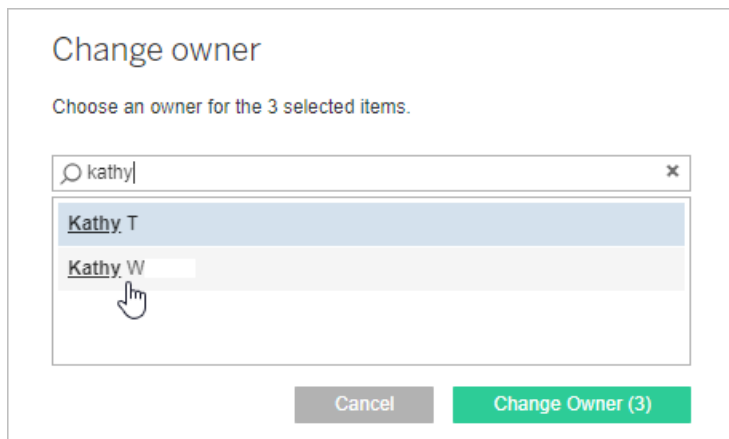 Change owner
Choose an owner for the 3 selected items.
kathy
Kathy T
Kathy W
Cancel Change Owner (3)